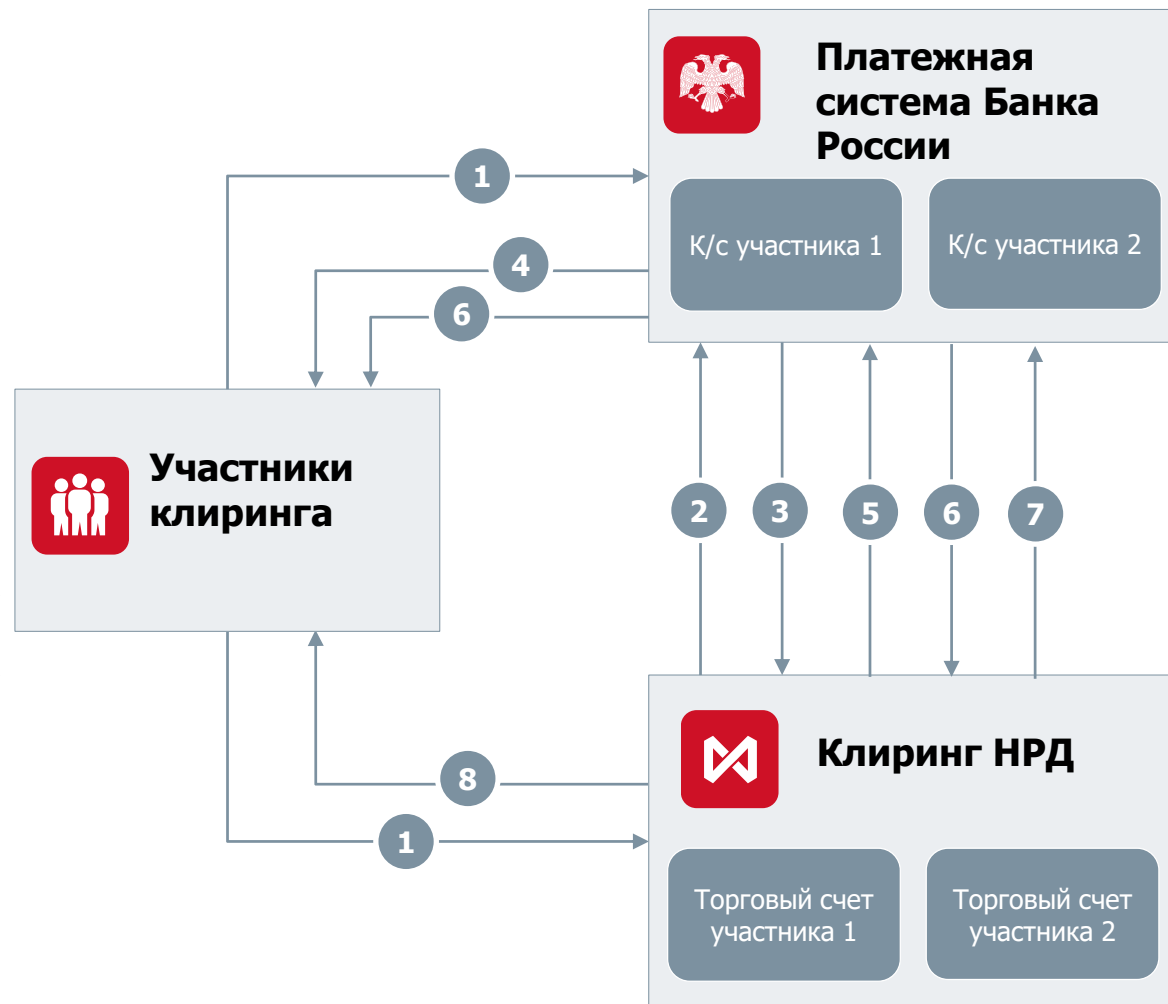 Платежная
система Банка
России
1
К/с участника 1
К/с участника 2
4
6
Участники
клиринга
2
3
5
6
7
Клиринг НРД
8
1
Торговый счет
участника 1
Торговый счет
участника 2